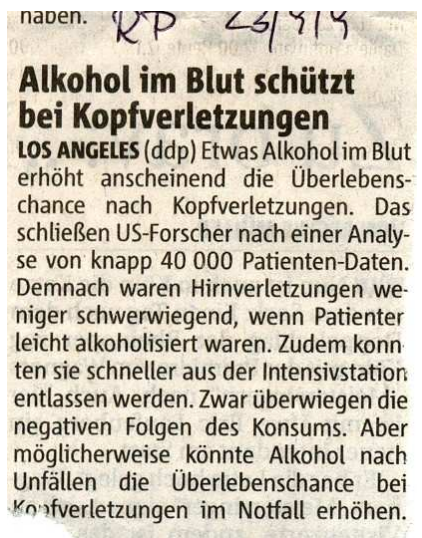 haben.
RP 23/9/9
Alkohol im Blut schützt
bei Kopfverletzungen
LOS ANGELES (ddp) Etwas Alkohol im Blut
erhöht anscheinend die Überlebens-
chance nach Kopfverletzungen. Das
schließen US-Forscher nach einer Analy-
se von knapp 40 000 Patienten-Daten.
Demnach waren Hirnverletzungen we-
niger schwerwiegend, wenn Patienter
leicht alkoholisiert waren. Zudem konn-
ten sie schneller aus der Intensivstation
entlassen werden. Zwar überwiegen die
negativen Folgen des Konsums. Aber
möglicherweise könnte Alkohol nach
Unfällen die Überlebenschance bei
Kopfverletzungen im Notfall erhöhen.